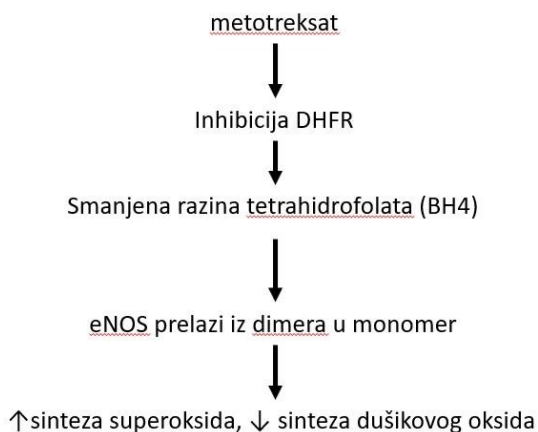 metotreksat
Inhibicija DHFR
Smanjena razina tetrahidrofolata (BH4)
eNOS prelazi iz dimera u monomer
↑sinteza superoksida, ↓ sinteza dušikovog oksida